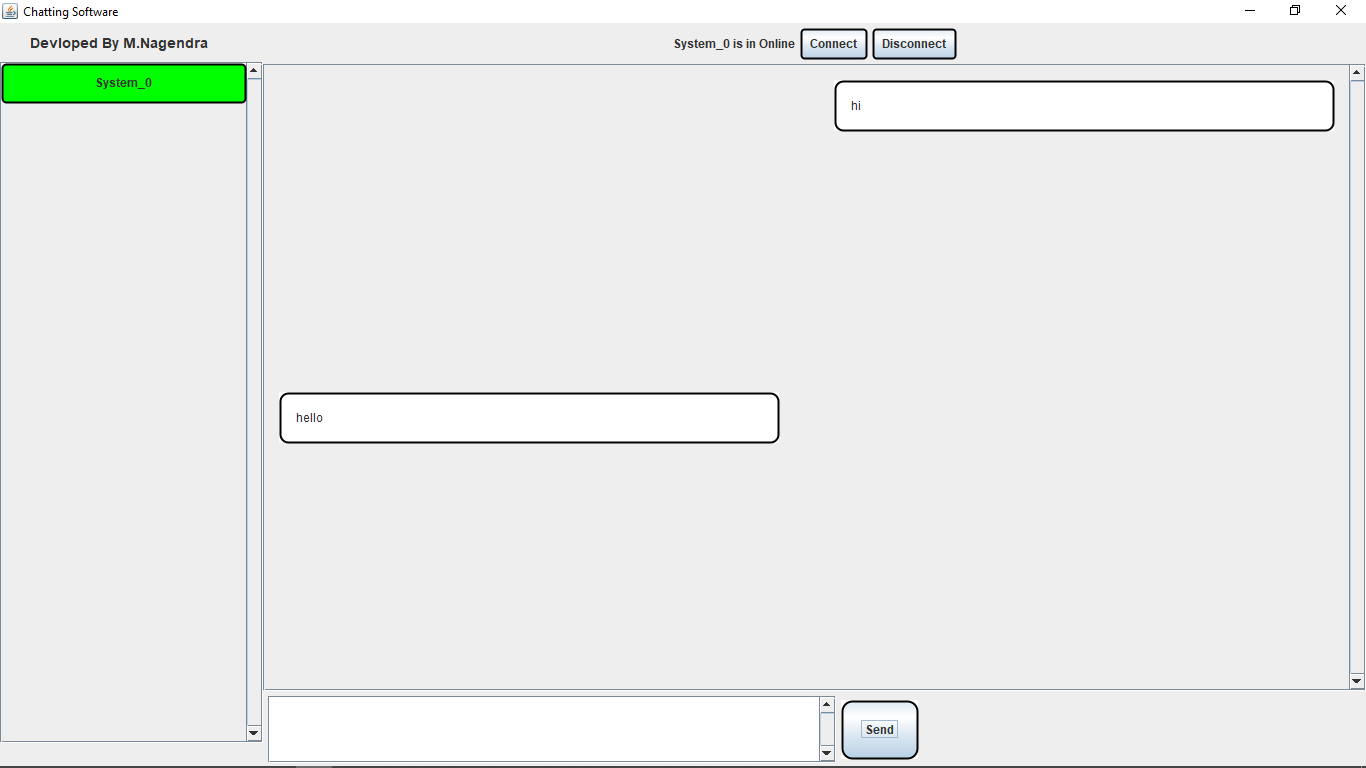 Chatting Software
Devloped By M.Nagendra
System_0 is in Online Connect Disconnect
System_0
hi
hello
Send